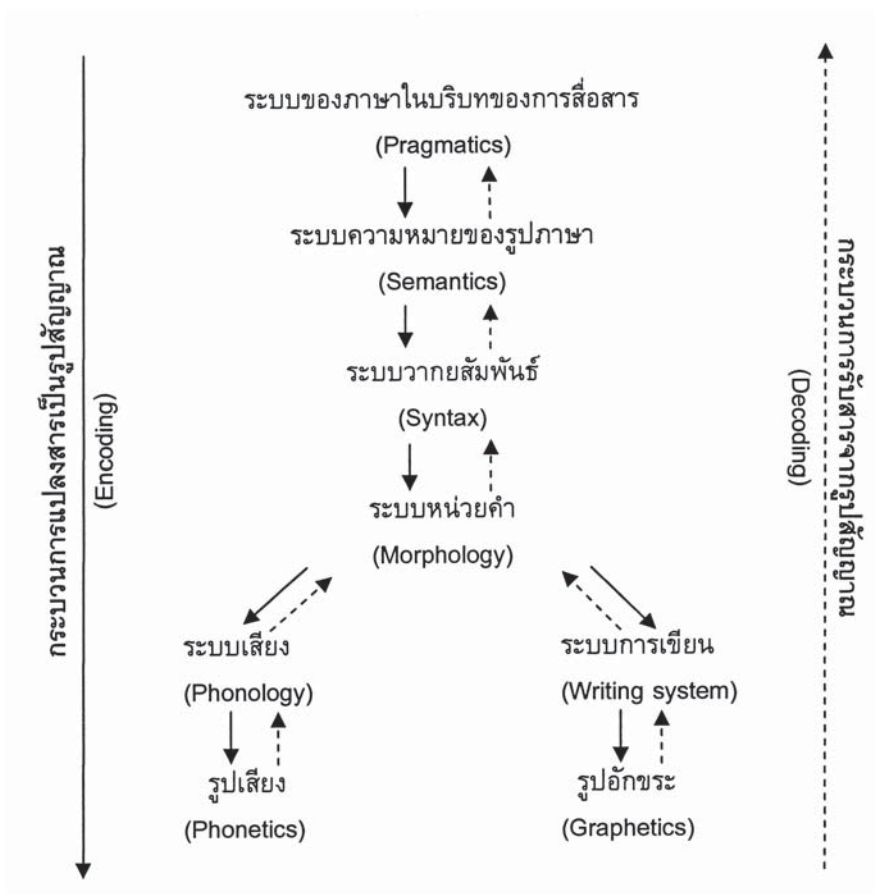 ระบบของภาษาในบริบทของการสื่อสาร
(Pragmatics)
ระบบความหมายของรูปภาษา
(Semantics)
ระบบวากยสัมพันธ์
(Syntax)
ระบบหน่วยคำ
(Morphology)
ระบบเสียง
(Phonology)
รูปเสียง
(Phonetics)
ระบบการเขียน
(Writing system)
รูปอักขระ
(Graphetics)
กระบวนการแปลงสารเป็นรูปสัญญาณ
(Encoding)
กระบวนการรับสารจากรูปสัญญาณ
(Decoding)